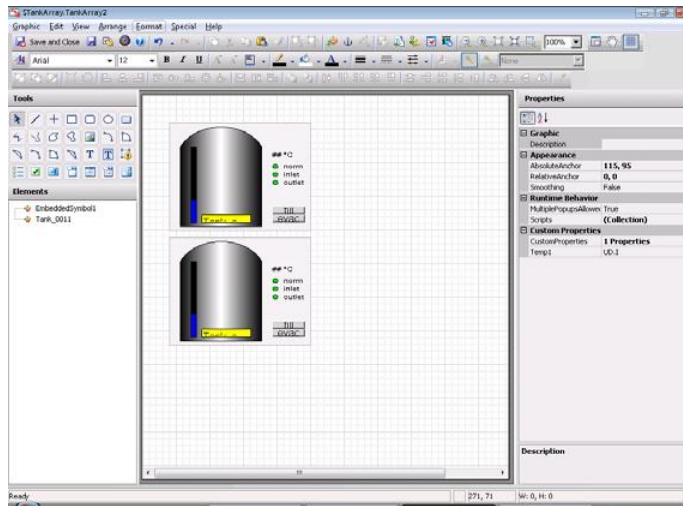 $TankArray.TankArray2
Graphic Edit View Arrange Format Special Help
Save and Close
100%
Arial
12
B I U
None
Tools
T T
Elements
EmbeddedSymbol1
Tank_0011
##°C
norm
inlet
outlet
fill
evac
##°C
norm
inlet
outlet
fill
evac
Properties
Graphic
Description
Appearance
AbsoluteAnchor 115, 95
RelativeAnchor 0, 0
Smoothing False
Runtime Behavior
MultiplePopupsAllowec True
Scripts (Collection)
Custom Properties
CustomProperties 1 Properties
Temp1 UD.1
Description
Ready
271, 71
W: 0, H: 0